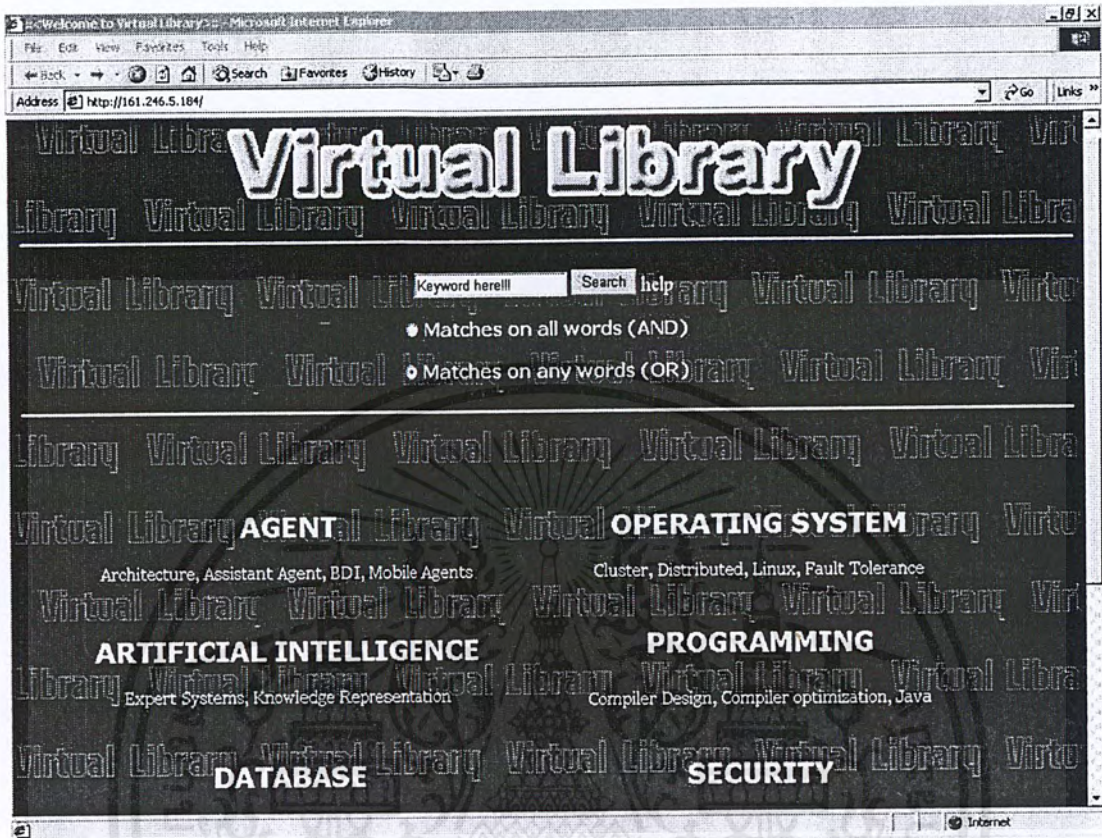 ::<Welcome to Virtual Library>:: - Microsoft Internet Explorer
File Edit View Favorites Tools Help
Back Search Favorites History
Address http://161.246.5.184/ Go Links »
Virtual Library
Keyword here!!! Search help
Matches on all words (AND)
Matches on any words (OR)
AGENT OPERATING SYSTEM
Architecture, Assistant Agent, BDI, Mobile Agents Cluster, Distributed, Linux, Fault Tolerance
ARTIFICIAL INTELLIGENCE PROGRAMMING
Expert Systems, Knowledge Representation Compiler Design, Compiler optimization, Java
DATABASE SECURITY
Internet